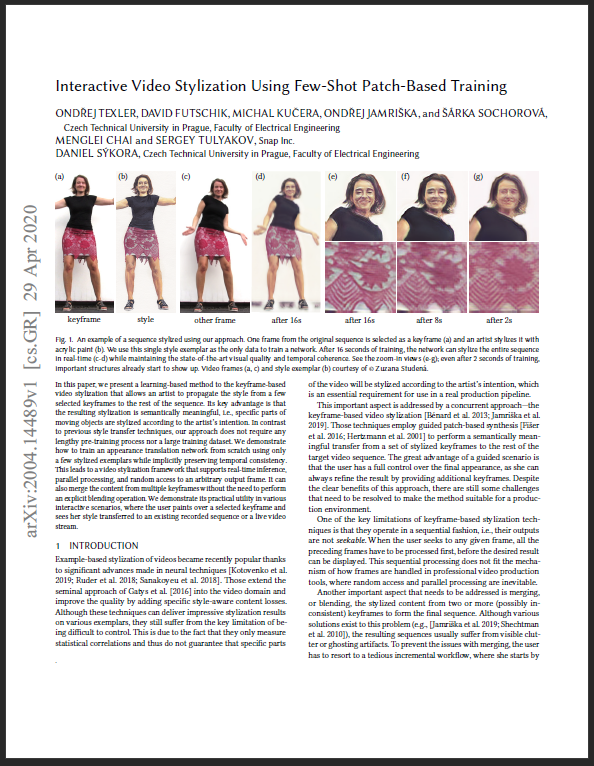 Interactive Video Stylization Using Few-Shot Patch-Based Training
ONDŘEJ TEXLER, DAVID FUTSCHIK, MICHAL KUČERA, ONDŘEJ JAMRIŠKA, and ŠÁRKA SOCHOROVÁ,
Czech Technical University in Prague, Faculty of Electrical Engineering
MENGLEI CHAI and SERGEY TULYAKOV, Snap Inc.
DANIEL SÝKORA, Czech Technical University in Prague, Faculty of Electrical Engineering
(a) (b) (c) (d) (e) (f) (g)
keyframe style other frame after 16s after 16s after 8s after 2s
Fig. 1. An example of a sequence stylized using our approach. One frame from the original sequence is selected as a keyframe (a) and an artist stylizes it with
acrylic paint (b). We use this single style exemplar as the only data to train a network. After 16 seconds of training, the network can stylize the entire sequence
in real-time (c-d) while maintaining the state-of-the-art visual quality and temporal coherence. See the zoom-in views (e-g); even after 2 seconds of training,
important structures already start to show up. Video frames (a, c) and style exemplar (b) courtesy of © Zuzana Studená.
In this paper, we present a learning-based method to the keyframe-based
video stylization that allows an artist to propagate the style from a few
selected keyframes to the rest of the sequence. Its key advantage is that
the resulting stylization is semantically meaningful, i.e., specific parts of
moving objects are stylized according to the artist's intention. In contrast
to previous style transfer techniques, our approach does not require any
lengthy pre-training process nor a large training dataset. We demonstrate
how to train an appearance translation network from scratch using only
a few stylized exemplars while implicitly preserving temporal consistency.
This leads to a video stylization framework that supports real-time inference,
parallel processing, and random access to an arbitrary output frame. It can
also merge the content from multiple keyframes without the need to perform
an explicit blending operation. We demonstrate its practical utility in various
interactive scenarios, where the user paints over a selected keyframe and
sees her style transferred to an existing recorded sequence or a live video
stream.
1 INTRODUCTION
Example-based stylization of videos became recently popular thanks
to significant advances made in neural techniques [Kotovenko et al.
2019; Ruder et al. 2018; Sanakoyeu et al. 2018]. Those extend the
seminal approach of Gatys et al. [2016] into the video domain and
improve the quality by adding specific style-aware content losses.
Although these techniques can deliver impressive stylization results
on various exemplars, they still suffer from the key limitation of be-
ing difficult to control. This is due to the fact that they only measure
statistical correlations and thus do not guarantee that specific parts
.
of the video will be stylized according to the artist's intention, which
is an essential requirement for use in a real production pipeline.
This important aspect is addressed by a concurrent approach—the
keyframe-based video stylization [Bénard et al. 2013; Jamriška et al.
2019]. Those techniques employ guided patch-based synthesis [Fišer
et al. 2016; Hertzmann et al. 2001] to perform a semantically mean-
ingful transfer from a set of stylized keyframes to the rest of the
target video sequence. The great advantage of a guided scenario is
that the user has a full control over the final appearance, as she can
always refine the result by providing additional keyframes. Despite
the clear benefits of this approach, there are still some challenges
that need to be resolved to make the method suitable for a produc-
tion environment.
One of the key limitations of keyframe-based stylization tech-
niques is that they operate in a sequential fashion, i.e., their outputs
are not seekable. When the user seeks to any given frame, all the
preceding frames have to be processed first, before the desired result
can be displayed. This sequential processing does not fit the mecha-
nism of how frames are handled in professional video production
tools, where random access and parallel processing are inevitable.
Another important aspect that needs to be addressed is merging,
or blending, the stylized content from two or more (possibly in-
consistent) keyframes to form the final sequence. Although various
solutions exist to this problem (e.g., [Jamriška et al. 2019; Shechtman
et al. 2010]), the resulting sequences usually suffer from visible clut-
ter or ghosting artifacts. To prevent the issues with merging, the user
has to resort to a tedious incremental workflow, where she starts by
arXiv:2004.14489v1 [cs.GR] 29 Apr 2020